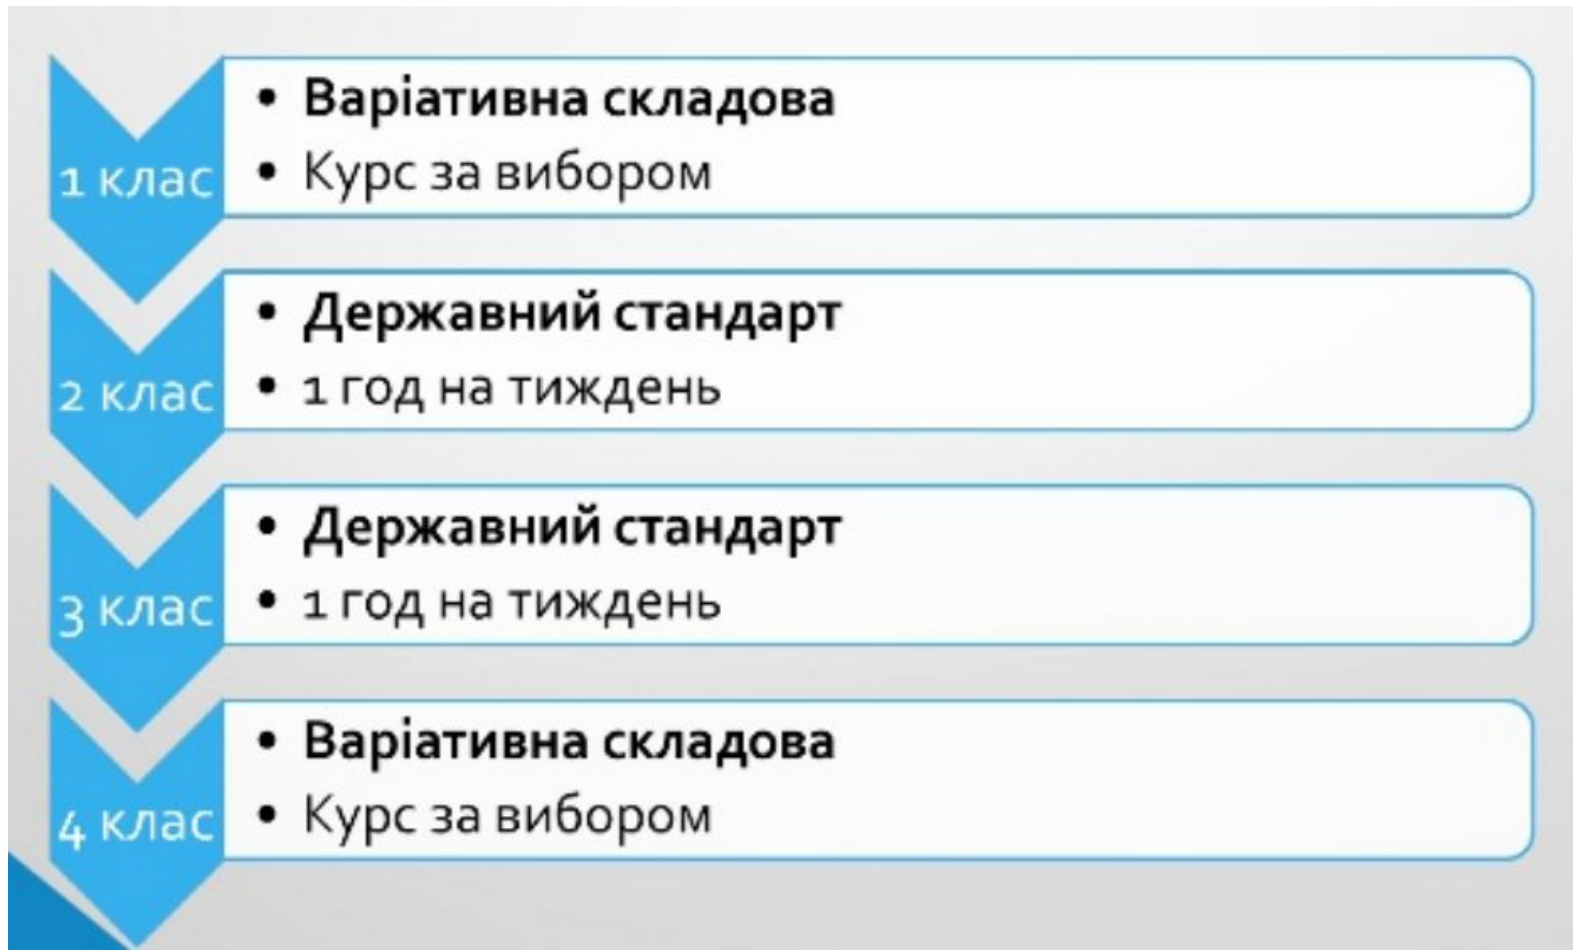 1 клас
• Варіативна складова
• Курс за вибором
2 клас
• Державний стандарт
• 1 год на тиждень
3 клас
• Державний стандарт
• 1 год на тиждень
4 клас
• Варіативна складова
• Курс за вибором